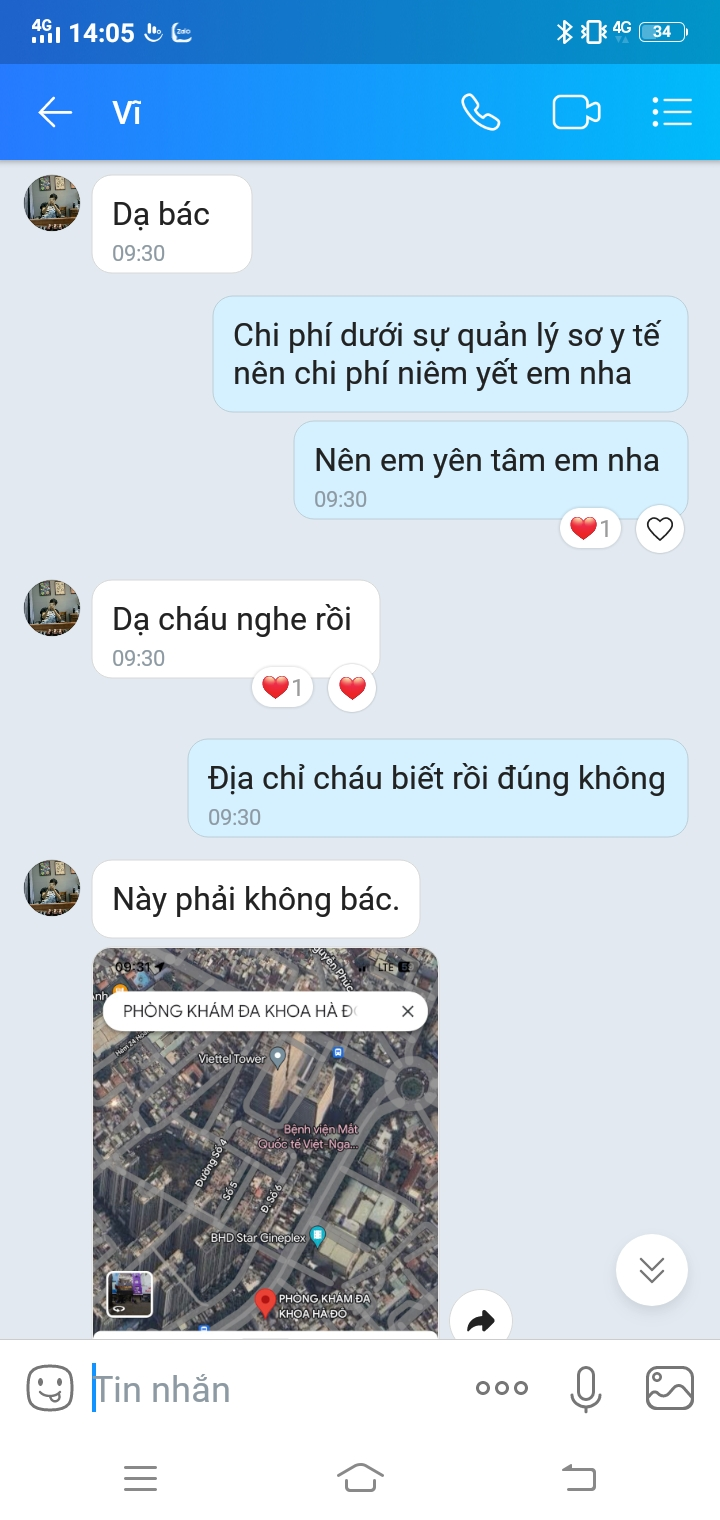 4G 14:05 4G 34
Vĩ
Dạ bác
09:30
Chi phí dưới sự quản lý sơ y tế
nên chi phí niêm yết em nha
Nên em yên tâm em nha
09:30
1
Dạ cháu nghe rồi
09:30
1
Địa chỉ cháu biết rồi đúng không
09:30
Này phải không bác.
09:31 LTE
PHÒNG KHÁM ĐA KHOA HÀ ĐÔ
Viettel Tower
Bệnh viện Mắt
Quốc tế Việt-Nga...
Đường Số 4
Số 5
Đ. Số 6
BHD Star Cineplex
PHÒNG KHÁM ĐA
KHOA HÀ ĐÔ
Tin nhắn